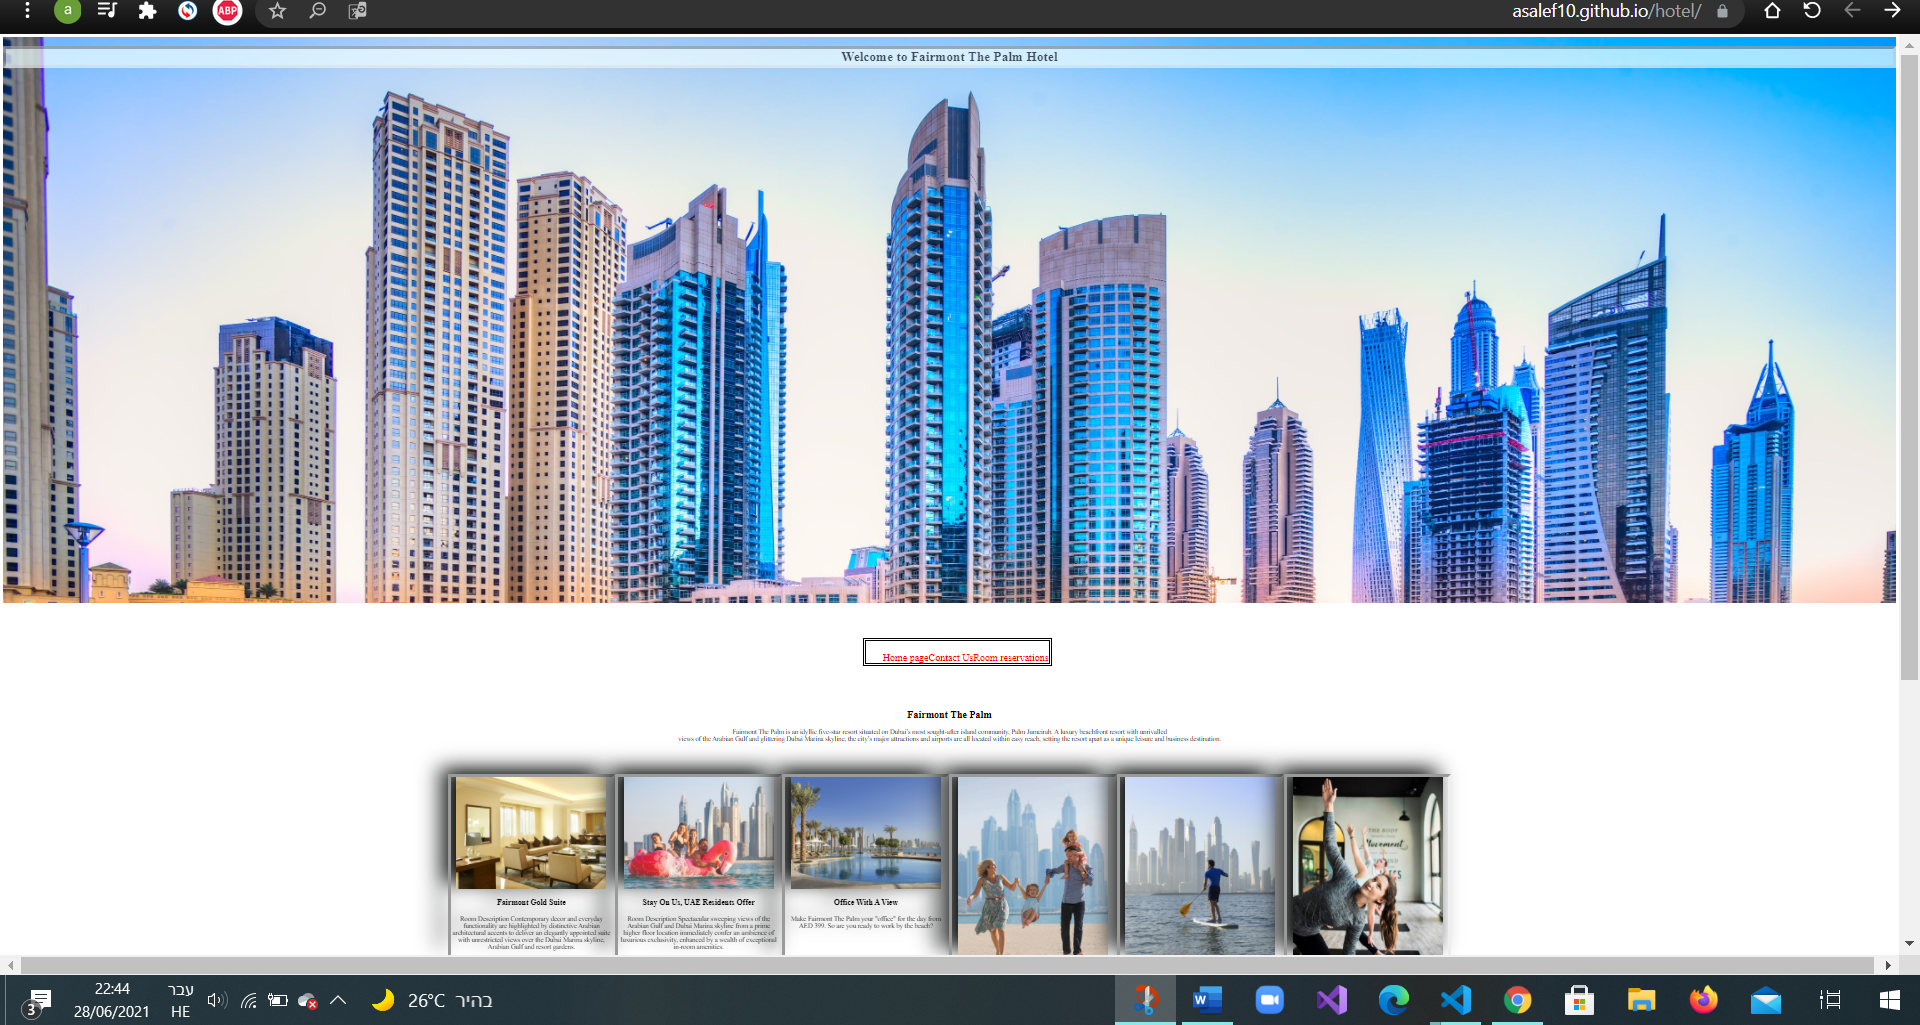 a
ABP
asalef10.github.io/hotel/
Welcome to Fairmont The Palm Hotel
Home pageContact UsRoom reservations
Fairmont The Palm
Fairmont The Palm is an idyllic five-star resort situated on Dubai's most sought-after island community, Palm Jumeirah. A luxury beachfront resort with unrivalled
views of the Arabian Gulf and glittering Dubai Marina skyline, the city's major attractions and airports are all located within easy reach, setting the resort apart as a unique leisure and business destination.
Fairmont Gold Suite
Room Description Contemporary decor and everyday
functionality are highlighted by distinctive Arabian
architectural accents to deliver an elegantly appointed suite
with unrestricted views over the Dubai Marina skyline,
Arabian Gulf and resort gardens.
Stay On Us, UAE Residents Offer
Room Description Spectacular sweeping views of the
Arabian Gulf and Dubai Marina skyline from a prime
higher floor location immediately confer an ambience of
luxurious exclusivity, enhanced by a wealth of exceptional
in-room amenities.
Office With A View
Make Fairmont The Palm your "office" for the day from
AED 399. So are you ready to work by the beach?
THE BODY
Movement
3
22:44
28/06/2021
עבר
HE
26°C בהיר